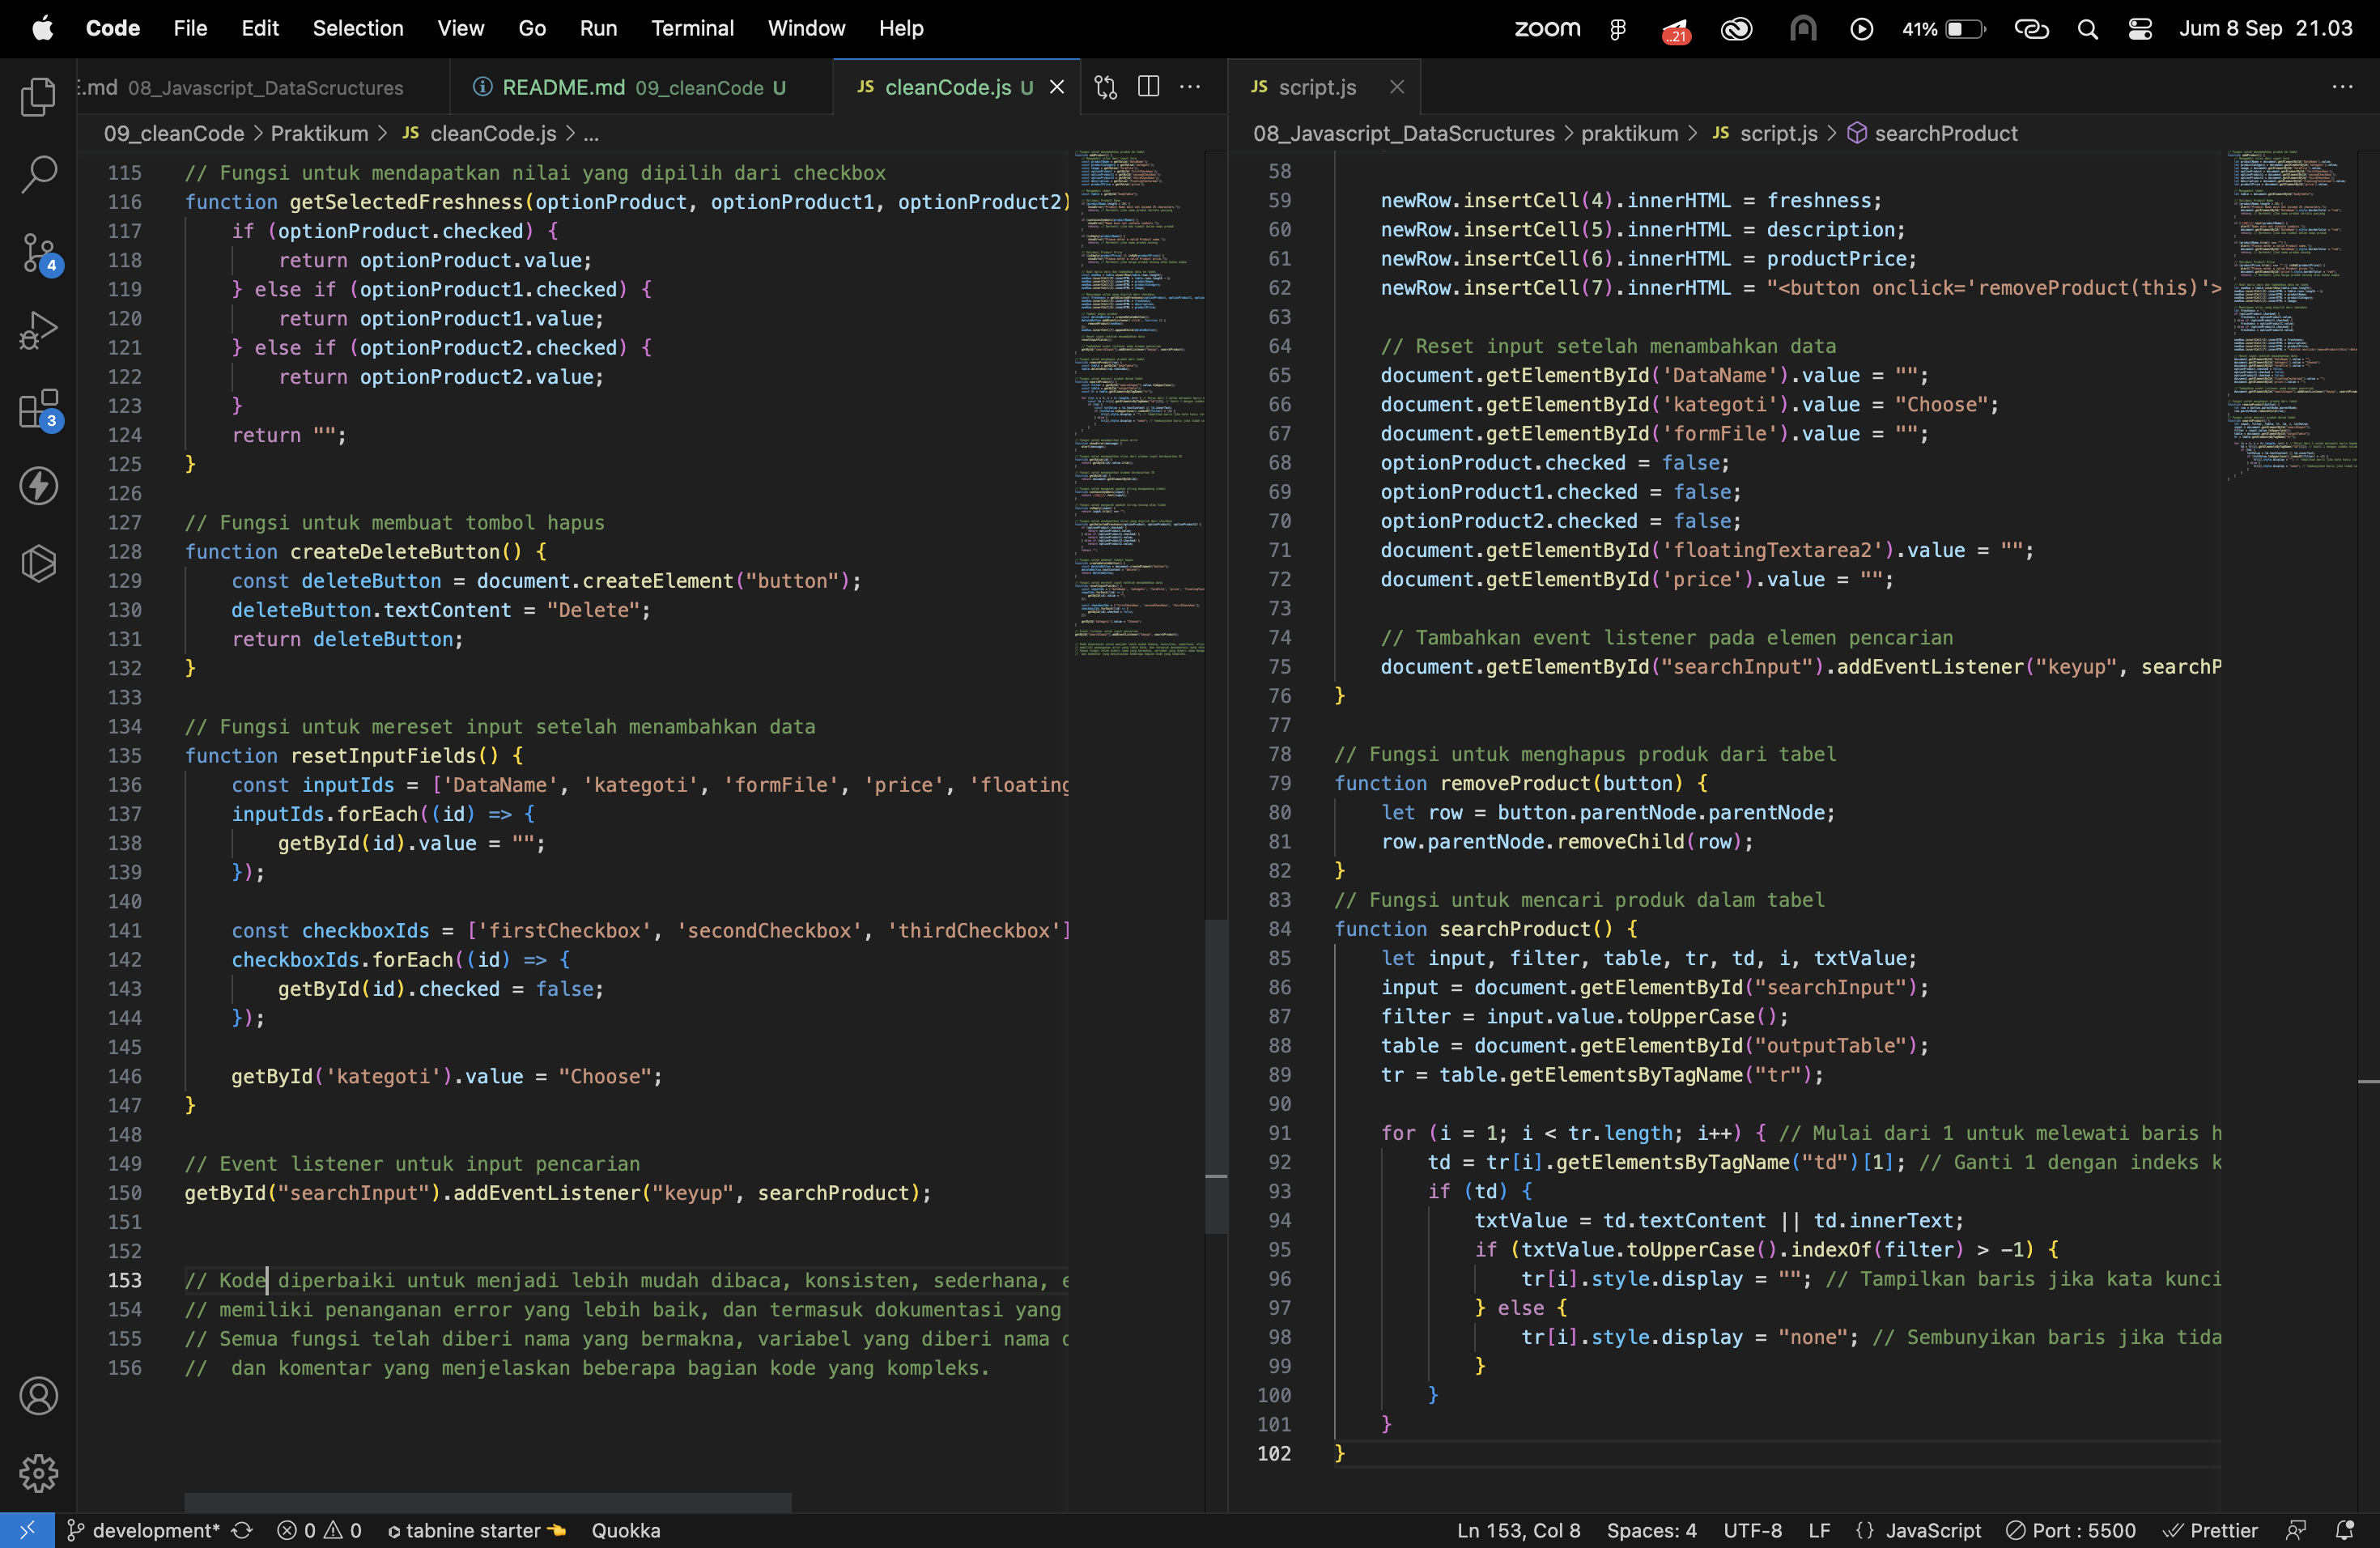 Code File Edit Selection View Go Run Terminal Window Help zoom ..21 41% Jum 8 Sep 21.03
.md 08_Javascript_DataScructures README.md 09_cleanCode U JS cleanCode.js U JS script.js
09_cleanCode > Praktikum > JS cleanCode.js > ...
115 // Fungsi untuk mendapatkan nilai yang dipilih dari checkbox
116 function getSelectedFreshness(optionProduct, optionProduct1, optionProduct2)
117 if (optionProduct.checked) {
118 return optionProduct.value;
119 } else if (optionProduct1.checked) {
120 return optionProduct1.value;
121 } else if (optionProduct2.checked) {
122 return optionProduct2.value;
123 }
124 return "";
125 }
126
127 // Fungsi untuk membuat tombol hapus
128 function createDeleteButton() {
129 const deleteButton = document.createElement("button");
130 deleteButton.textContent = "Delete";
131 return deleteButton;
132 }
133
134 // Fungsi untuk mereset input setelah menambahkan data
135 function resetInputFields() {
136 const inputIds = ['DataName', 'kategoti', 'formFile', 'price', 'floating
137 inputIds.forEach((id) => {
138 getById(id).value = "";
139 });
140
141 const checkboxIds = ['firstCheckbox', 'secondCheckbox', 'thirdCheckbox']
142 checkboxIds.forEach((id) => {
143 getById(id).checked = false;
144 });
145
146 getById('kategoti').value = "Choose";
147 }
148
149 // Event listener untuk input pencarian
150 getById("searchInput").addEventListener("keyup", searchProduct);
151
152
153 // Kode diperbaiki untuk menjadi lebih mudah dibaca, konsisten, sederhana, e
154 // memiliki penanganan error yang lebih baik, dan termasuk dokumentasi yang
155 // Semua fungsi telah diberi nama yang bermakna, variabel yang diberi nama d
156 // dan komentar yang menjelaskan beberapa bagian kode yang kompleks.
08_Javascript_DataScructures > praktikum > JS script.js > searchProduct
58
59 newRow.insertCell(4).innerHTML = freshness;
60 newRow.insertCell(5).innerHTML = description;
61 newRow.insertCell(6).innerHTML = productPrice;
62 newRow.insertCell(7).innerHTML = "<button onclick='removeProduct(this)'>
63
64 // Reset input setelah menambahkan data
65 document.getElementById('DataName').value = "";
66 document.getElementById('kategoti').value = "Choose";
67 document.getElementById('formFile').value = "";
68 optionProduct.checked = false;
69 optionProduct1.checked = false;
70 optionProduct2.checked = false;
71 document.getElementById('floatingTextarea2').value = "";
72 document.getElementById('price').value = "";
73
74 // Tambahkan event listener pada elemen pencarian
75 document.getElementById("searchInput").addEventListener("keyup", searchP
76 }
77
78 // Fungsi untuk menghapus produk dari tabel
79 function removeProduct(button) {
80 let row = button.parentNode.parentNode;
81 row.parentNode.removeChild(row);
82 }
83 // Fungsi untuk mencari produk dalam tabel
84 function searchProduct() {
85 let input, filter, table, tr, td, i, txtValue;
86 input = document.getElementById("searchInput");
87 filter = input.value.toUpperCase();
88 table = document.getElementById("outputTable");
89 tr = table.getElementsByTagName("tr");
90
91 for (i = 1; i < tr.length; i++) { // Mulai dari 1 untuk melewati baris h
92 td = tr[i].getElementsByTagName("td")[1]; // Ganti 1 dengan indeks k
93 if (td) {
94 txtValue = td.textContent || td.innerText;
95 if (txtValue.toUpperCase().indexOf(filter) > -1) {
96 tr[i].style.display = ""; // Tampilkan baris jika kata kunci
97 } else {
98 tr[i].style.display = "none"; // Sembunyikan baris jika tida
99 }
100 }
101 }
102 }
4
3
development* 0 0 tabnine starter Quokka Ln 153, Col 8 Spaces: 4 UTF-8 LF {} JavaScript Port : 5500 Prettier